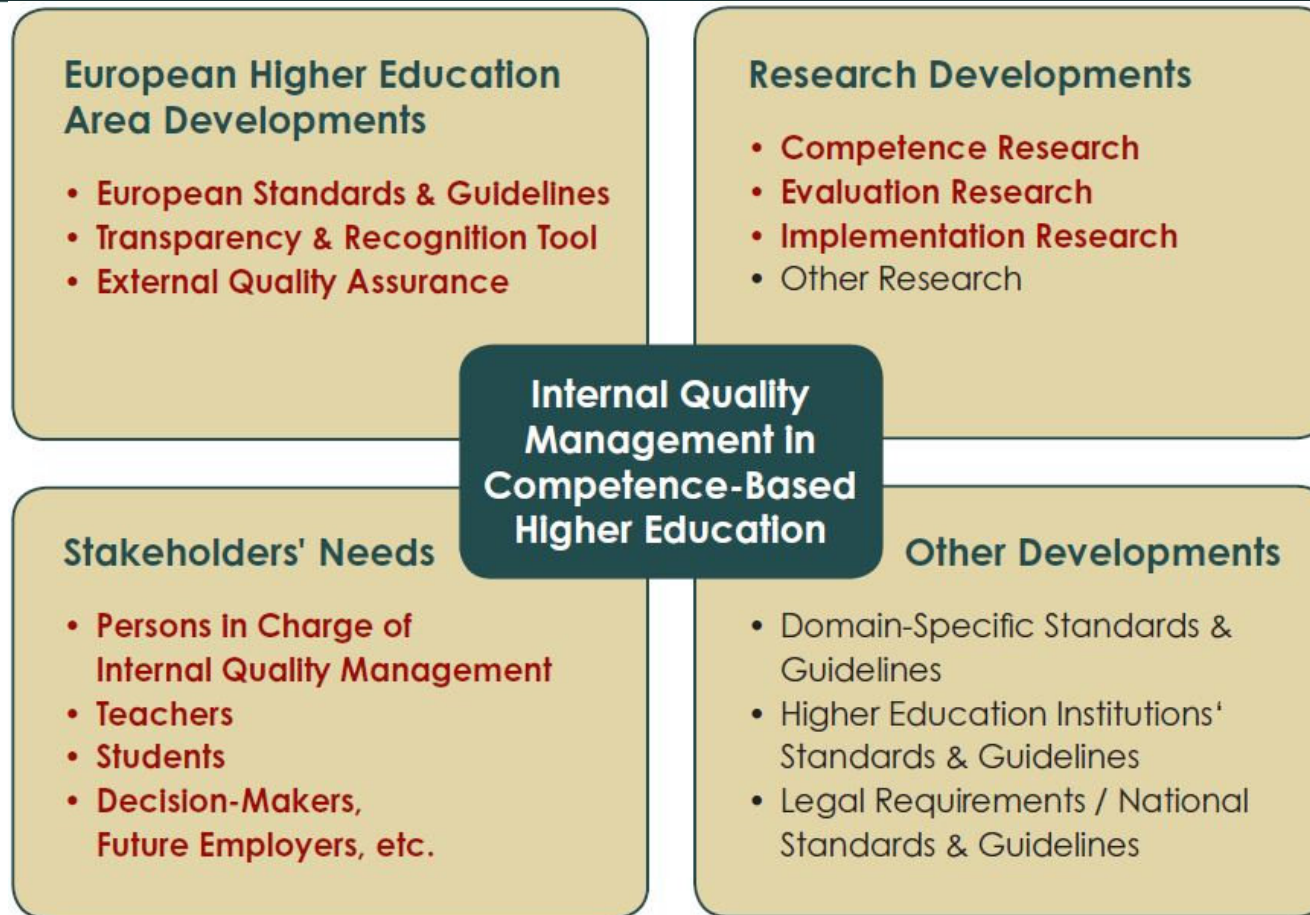 European Higher Education
Area Developments
• European Standards & Guidelines
• Transparency & Recognition Tool
• External Quality Assurance
Research Developments
• Competence Research
• Evaluation Research
• Implementation Research
• Other Research
Internal Quality
Management in
Competence-Based
Higher Education
Stakeholders' Needs
• Persons in Charge of
Internal Quality Management
• Teachers
• Students
• Decision-Makers,
Future Employers, etc.
Other Developments
• Domain-Specific Standards &
Guidelines
• Higher Education Institutions‘
Standards & Guidelines
• Legal Requirements / National
Standards & Guidelines